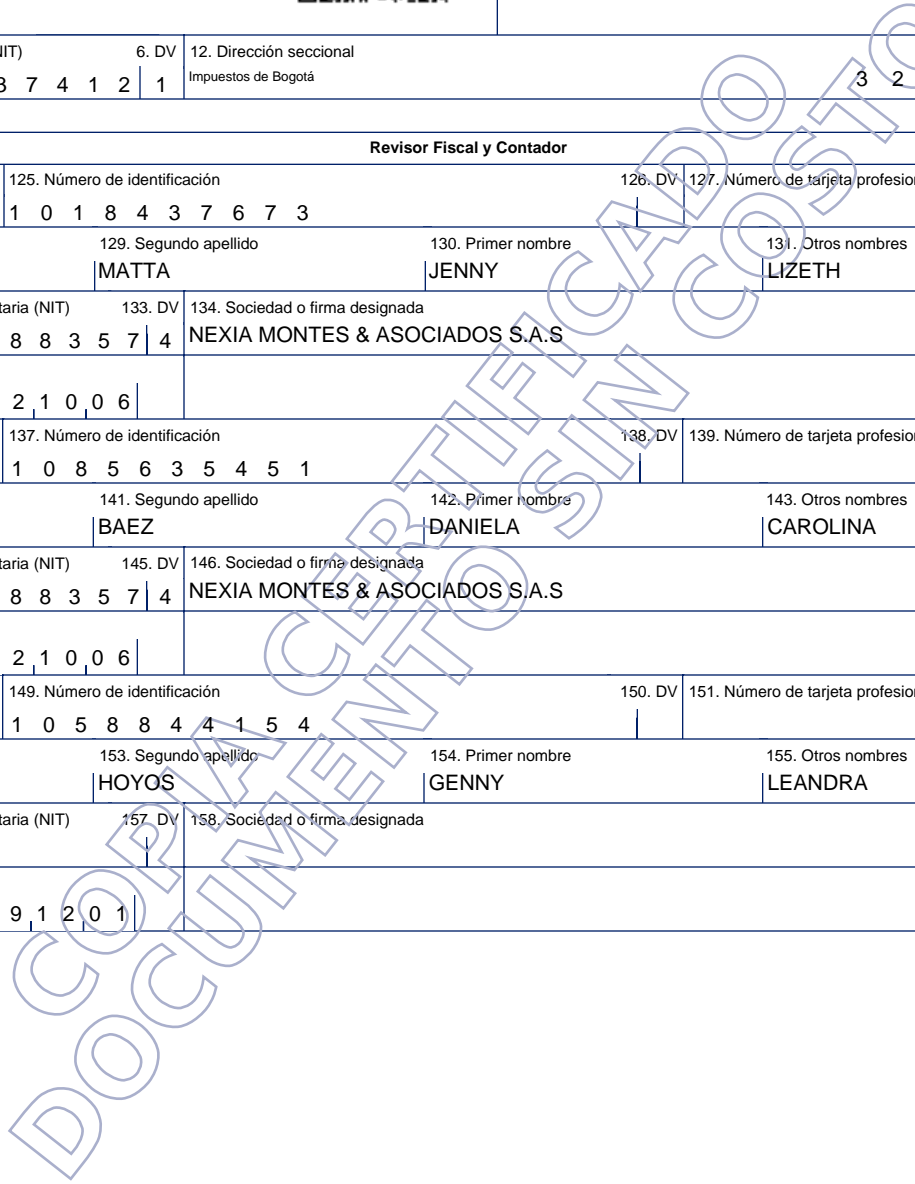 IIT) 6. DV 12. Dirección seccional
3 7 4 1 2 1 Impuestos de Bogotá 3 2
Revisor Fiscal y Contador
125. Número de identificación 126. DV 127. Número de tarjeta profesion
1 0 1 8 4 3 7 6 7 3
129. Segundo apellido 130. Primer nombre 131. Otros nombres
MATTA JENNY LIZETH
taria (NIT) 133. DV 134. Sociedad o firma designada
8 8 3 5 7 4 NEXIA MONTES & ASOCIADOS S.A.S
2 1 0 0 6
137. Número de identificación 138. DV 139. Número de tarjeta profesion
1 0 8 5 6 3 5 4 5 1
141. Segundo apellido 142. Primer nombre 143. Otros nombres
BAEZ DANIELA CAROLINA
taria (NIT) 145. DV 146. Sociedad o firma designada
8 8 3 5 7 4 NEXIA MONTES & ASOCIADOS S.A.S
2 1 0 0 6
149. Número de identificación 150. DV 151. Número de tarjeta profesion
1 0 5 8 8 4 4 1 5 4
153. Segundo apellido 154. Primer nombre 155. Otros nombres
HOYOS GENNY LEANDRA
taria (NIT) 157. DV 158. Sociedad o firma designada
9 1 2 0 1
COPIA CERTIFICADO
DOCUMENTO SIN COSTO